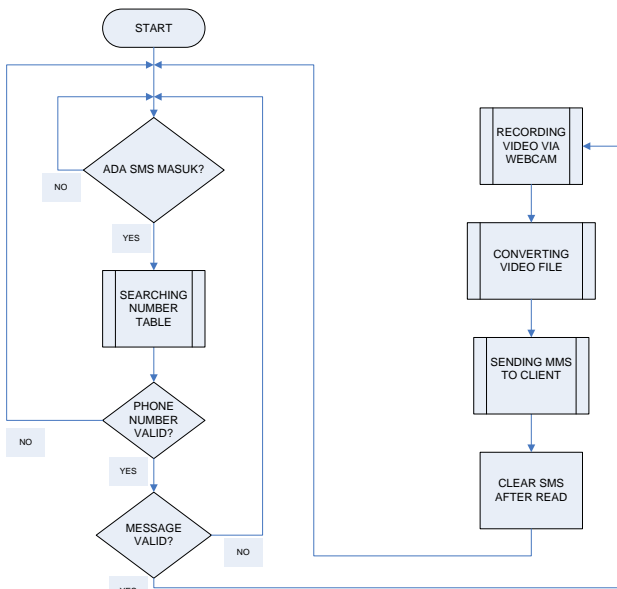 START
ADA SMS MASUK?
NO
YES
SEARCHING
NUMBER
TABLE
PHONE
NUMBER
VALID?
NO
YES
MESSAGE
VALID?
NO
YES
RECORDING
VIDEO VIA
WEBCAM
CONVERTING
VIDEO FILE
SENDING MMS
TO CLIENT
CLEAR SMS
AFTER READ